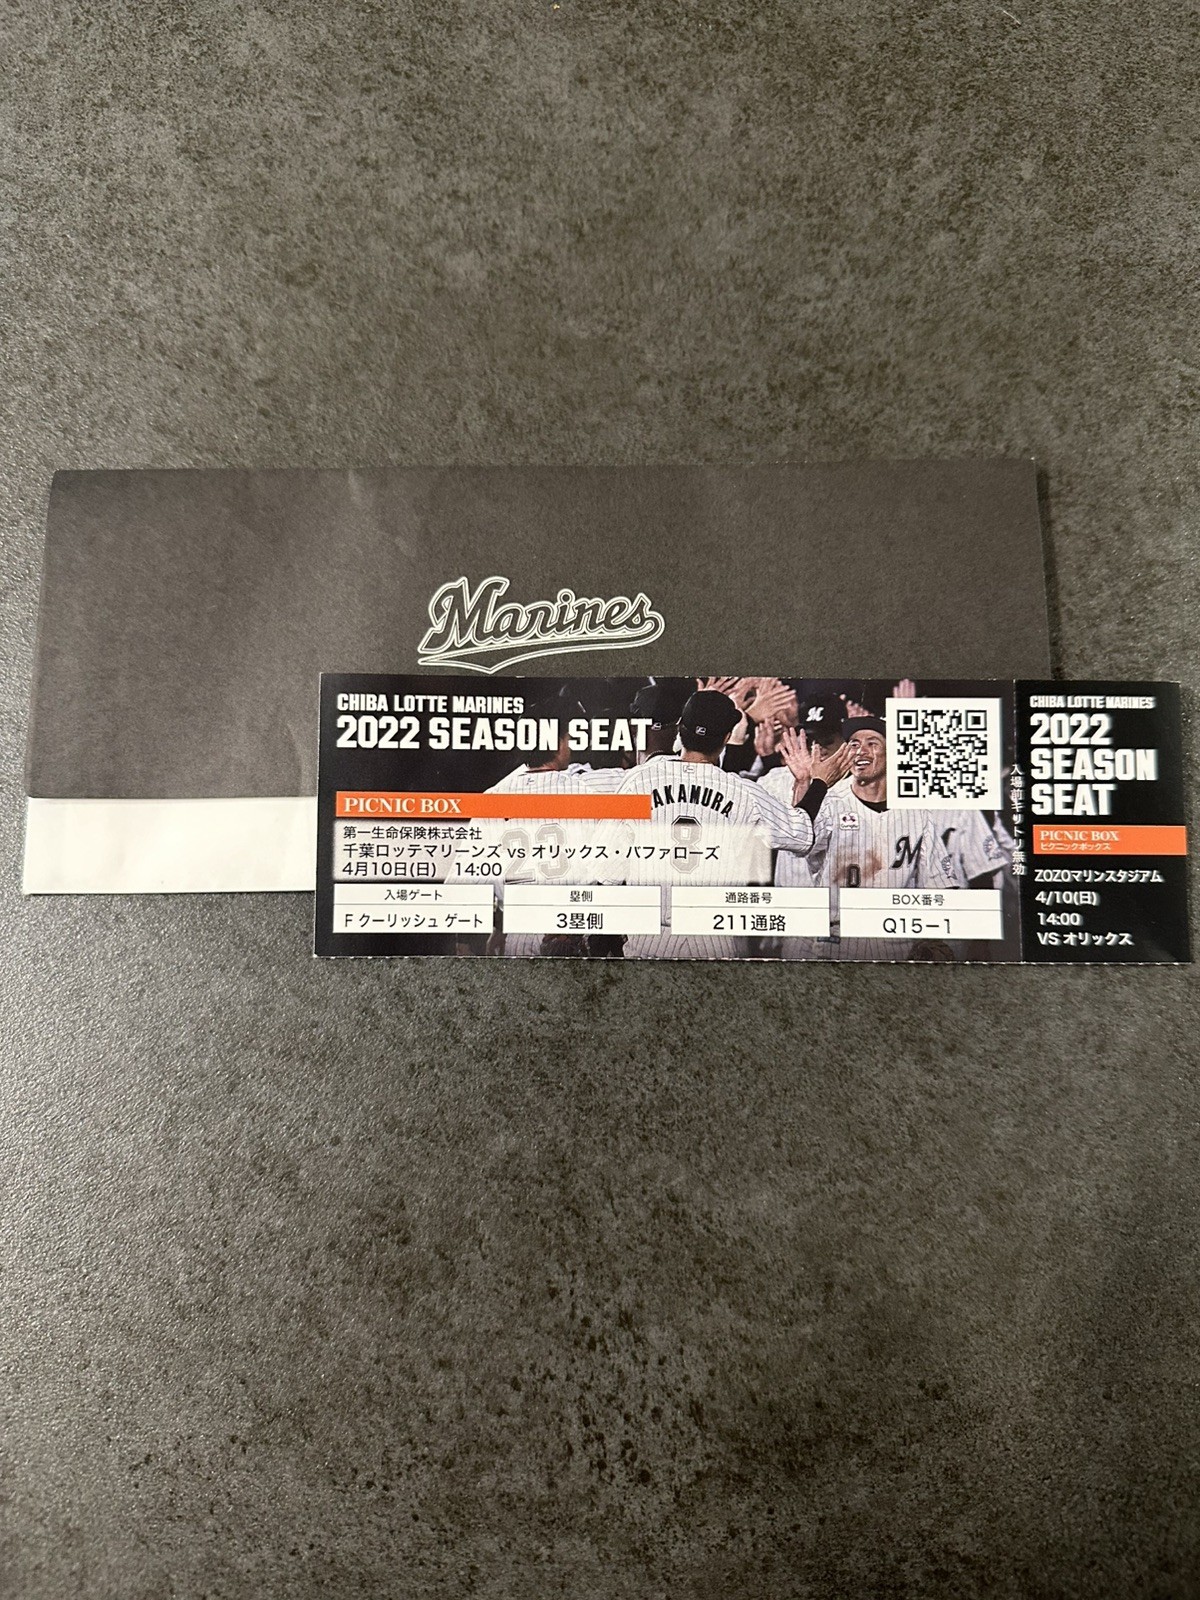 Marines
CHIBA LOTTE MARINES
2022 SEASON SEAT
PICNIC BOX
第一生命保険株式会社
千葉ロッテマリーンズ vs オリックス・バファローズ
4月10日(日) 14:00
入場ゲート
塁側
通路番号
BOX番号
F クーリッシュ ゲート
3塁側
211通路
Q15-1
AKAMURA
8
23
M
M
0
入場前キリトリ無効
CHIBA LOTTE MARINES
2022
SEASON
SEAT
PICNIC BOX
ピクニックボックス
ZOZOマリンスタジアム
4/10(日)
14:00
VS オリックス